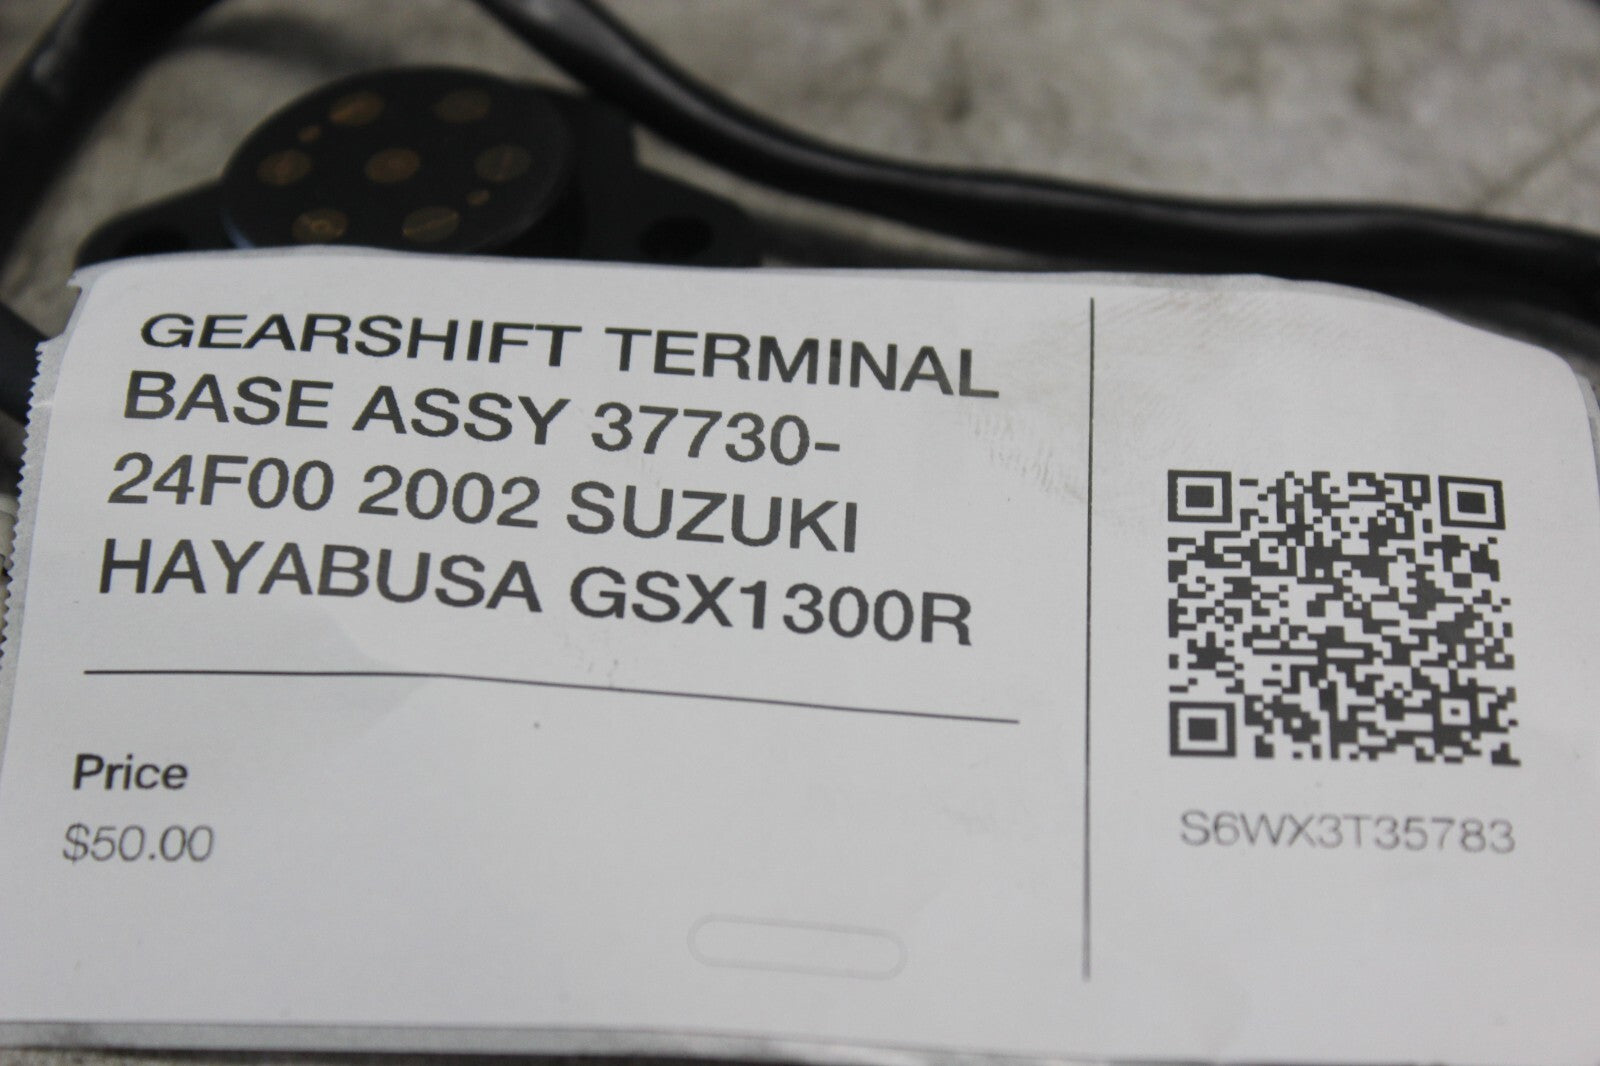 GEARSHIFT TERMINAL
BASE ASSY 37730-
24F00 2002 SUZUKI
HAYABUSA GSX1300R
Price
$50.00
S6WX3T35783